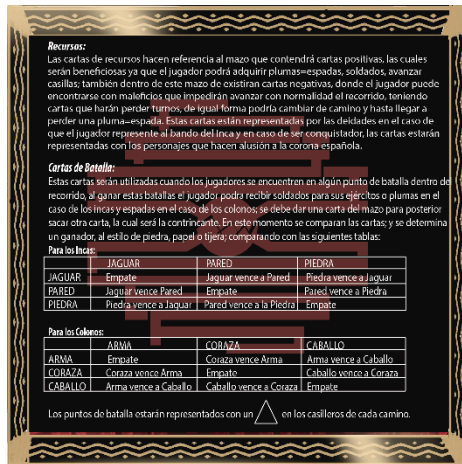 Recursos:
Las cartas de recursos hacen referencia al mazo que contendrá cartas positivas, las cuales
serán beneficiosas ya que el jugador podrá adquirir plumas=espadas, soldados, avanzar
casillas; también dentro de este mazo de existiran cartas negativas, donde el jugador puede
encontrarse con maleficios que impedirán avanzar con normalidad el recorrido, teniendo
cartas que harán perder turnos, de igual forma podría cambiar de camino y hasta llegar a
perder una pluma=espada. Estas cartas están representadas por las deidades en el caso de
que el jugador represente al bando del Inca y en caso de ser conquistador, las cartas estarán
representadas con los personajes que hacen alusión a la corona española.
Cartas de Batalla:
Estas cartas serán utilizadas cuando los jugadores se encuentren en algún punto de batalla dentro del
recorrido, al ganar estas batallas el jugador podra recibir soldados para sus ejércitos o plumas en el
caso de los incas y espadas en el caso de los colonos; se debe dar una carta del mazo para posterior
sacar otra carta, la cual será la contrincante. En este momento se comparan las cartas; y se determina
un ganador, al estilo de piedra, papel o tijera; comparando con las siguientes tablas:
Para los Incas:
JAGUAR PARED PIEDRA
JAGUAR Empate Jaguar vence a Pared Piedra vence a Jaguar
PARED Jaguar vence Pared Empate Pared vence a Piedra
PIEDRA Piedra vence a Jaguar Pared vence a la Piedra Empate
Para los Colonos:
ARMA CORAZA CABALLO
ARMA Empate Coraza vence Arma Arma vence a Caballo
CORAZA Coraza vence Arma Empate Caballo vence a Coraza
CABALLO Arma vence a Caballo Caballo vence a Coraza Empate
Los puntos de batalla estarán representados con un en los casilleros de cada camino.